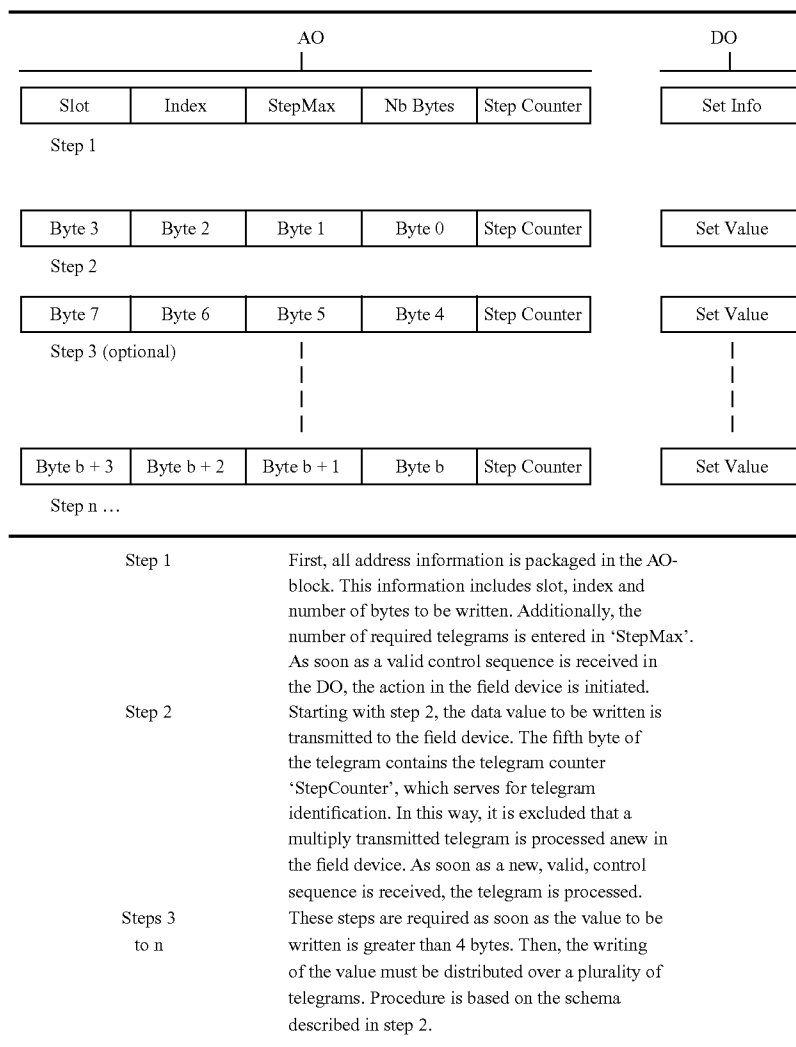 AO DO
Slot Index StepMax Nb Bytes Step Counter Set Info
Step 1
Byte 3 Byte 2 Byte 1 Byte 0 Step Counter Set Value
Step 2
Byte 7 Byte 6 Byte 5 Byte 4 Step Counter Set Value
Step 3 (optional)
Byte b + 3 Byte b + 2 Byte b + 1 Byte b Step Counter Set Value
Step n …
Step 1 First, all address information is packaged in the AO-
block. This information includes slot, index and
number of bytes to be written. Additionally, the
number of required telegrams is entered in ‘StepMax’.
As soon as a valid control sequence is received in
the DO, the action in the field device is initiated.
Step 2 Starting with step 2, the data value to be written is
transmitted to the field device. The fifth byte of
the telegram contains the telegram counter
‘StepCounter’, which serves for telegram
identification. In this way, it is excluded that a
multiply transmitted telegram is processed anew in
the field device. As soon as a new, valid, control
sequence is received, the telegram is processed.
Steps 3 These steps are required as soon as the value to be
to n written is greater than 4 bytes. Then, the writing
of the value must be distributed over a plurality of
telegrams. Procedure is based on the schema
described in step 2.